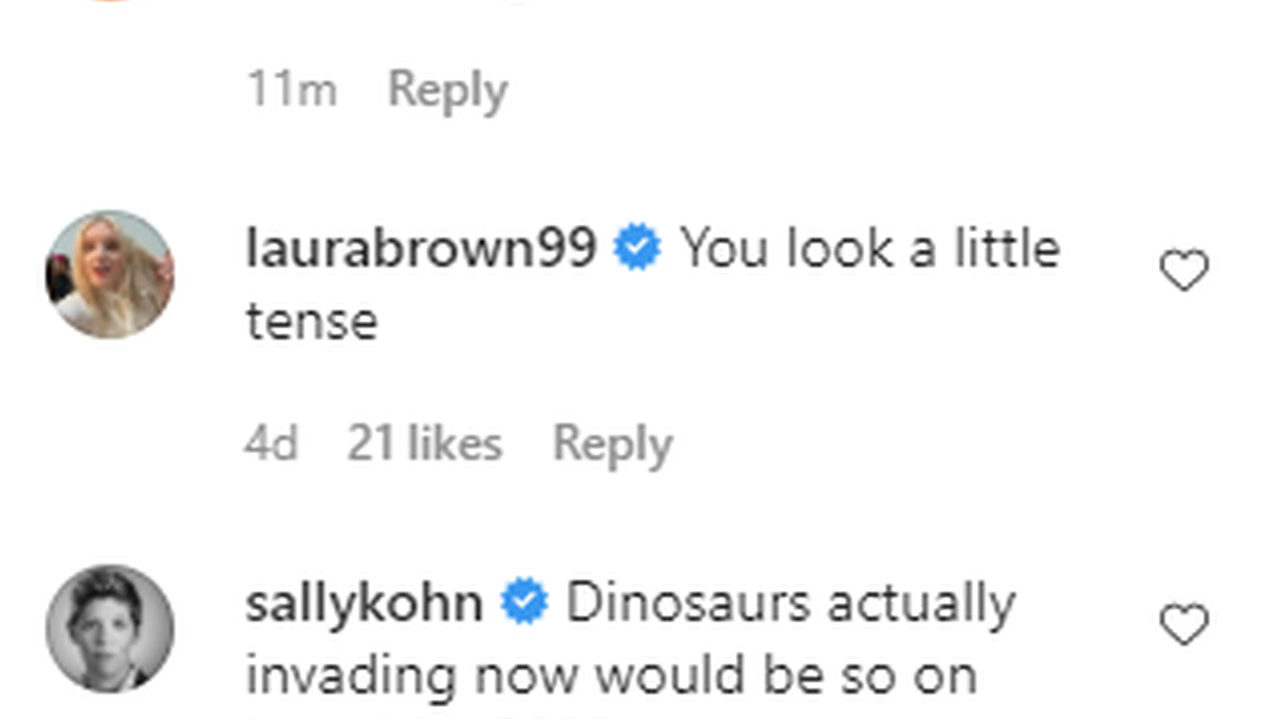 11m Reply
laurabrown99 You look a little
tense
4d 21 likes Reply
sallykohn Dinosaurs actually
invading now would be so on